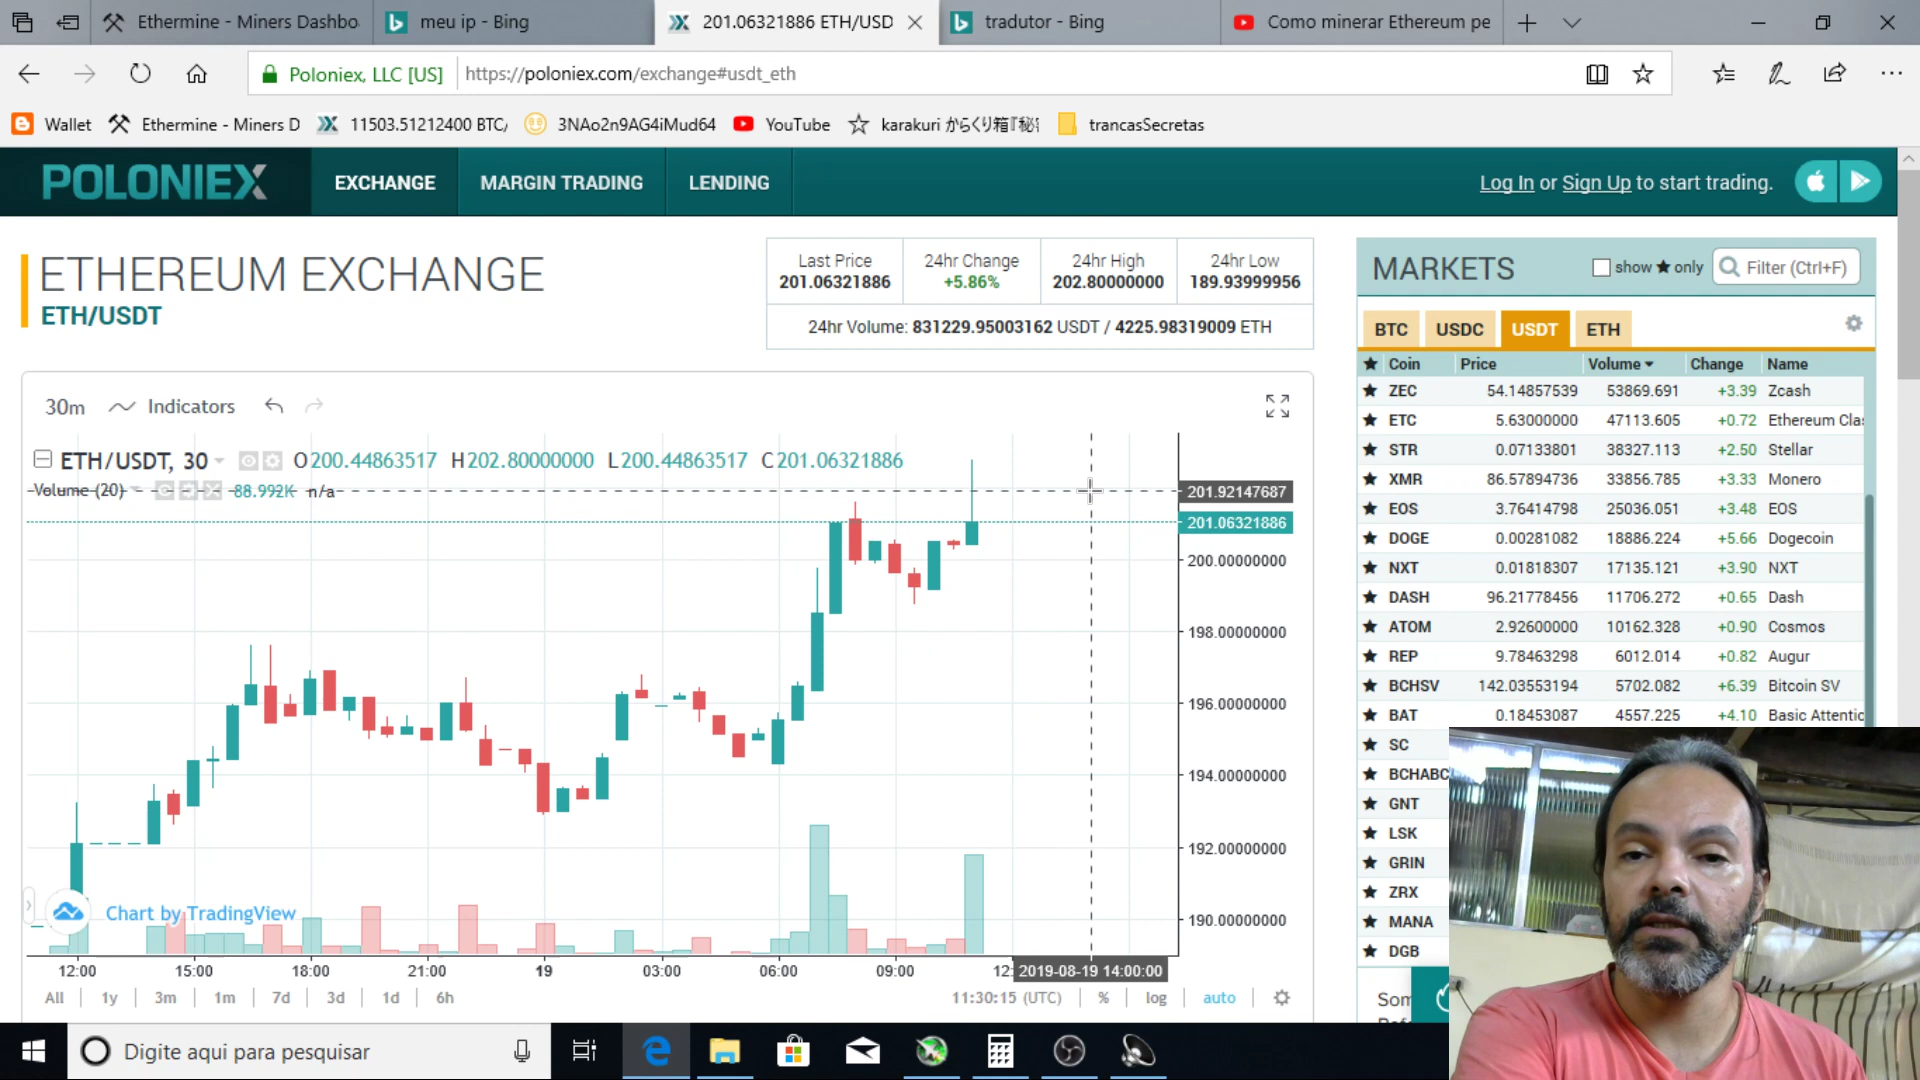 Ethermine - Miners Dashbo
meu ip - Bing
201.06321886 ETH/USD
tradutor - Bing
Como minerar Ethereum pe
Poloniex, LLC [US]
https://poloniex.com/exchange#usdt_eth
Wallet
Ethermine - Miners D
11503.51212400 BTC/
3NAo2n9AG4iMud64
YouTube
karakuri からくり箱『秘
trancasSecretas
POLONIEX
EXCHANGE
MARGIN TRADING
LENDING
Log In or Sign Up to start trading.
ETHEREUM EXCHANGE
ETH/USDT
Last Price
201.06321886
24hr Change
+5.86%
24hr High
202.80000000
24hr Low
189.93999956
24hr Volume: 831229.95003162 USDT / 4225.98319009 ETH
MARKETS
show ★ only
Filter (Ctrl+F)
BTC
USDC
USDT
ETH
★ Coin Price Volume Change Name
★ ZEC 54.14857539 53869.691 +3.39 Zcash
★ ETC 5.63000000 47113.605 +0.72 Ethereum Clas
★ STR 0.07133801 38327.113 +2.50 Stellar
★ XMR 86.57894736 33856.785 +3.33 Monero
★ EOS 3.76414798 25036.051 +3.48 EOS
★ DOGE 0.00281082 18886.224 +5.66 Dogecoin
★ NXT 0.01818307 17135.121 +3.90 NXT
★ DASH 96.21778456 11706.272 +0.65 Dash
★ ATOM 2.92600000 10162.328 +0.90 Cosmos
★ REP 9.78463298 6012.014 +0.82 Augur
★ BCHSV 142.03553194 5702.082 +6.39 Bitcoin SV
★ BAT 0.18453087 4557.225 +4.10 Basic Attentic
★ SC
★ BCHABC
★ GNT
★ LSK
★ GRIN
★ ZRX
★ MANA
★ DGB
Som
30m
Indicators
ETH/USDT, 30
O200.44863517 H202.80000000 L200.44863517 C201.06321886
Volume (20)
88.992K n/a
201.92147687
201.06321886
200.00000000
198.00000000
196.00000000
194.00000000
192.00000000
190.00000000
Chart by TradingView
12:00
15:00
18:00
21:00
19
03:00
06:00
09:00
12:
2019-08-19 14:00:00
All
1y
3m
1m
7d
3d
1d
6h
11:30:15 (UTC)
%
log
auto
Digite aqui para pesquisar